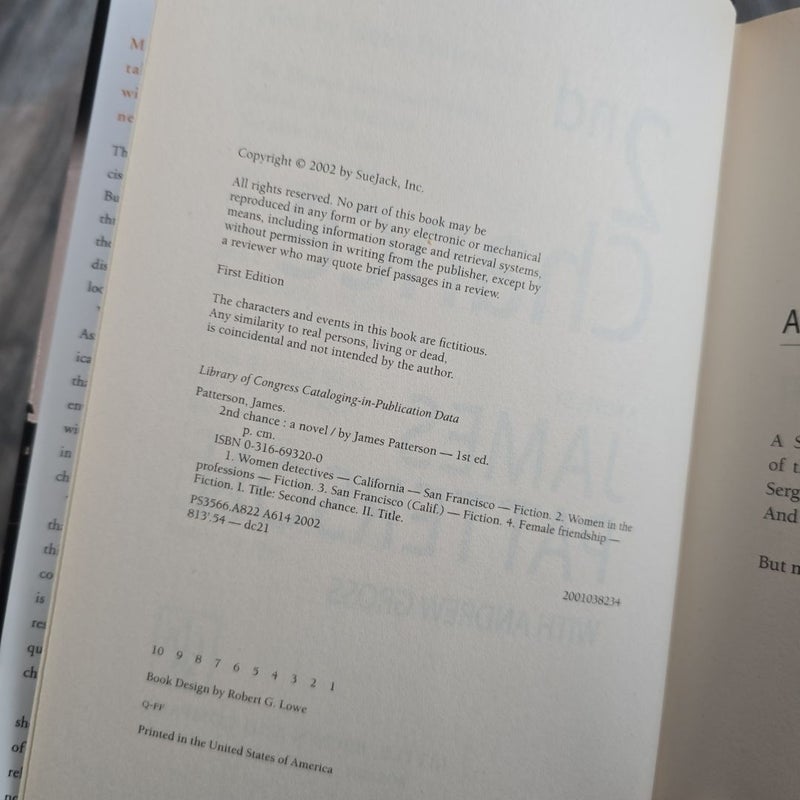 Copyright © 2002 by SueJack, Inc.
All rights reserved. No part of this book may be
reproduced in any form or by any electronic or mechanical
means, including information storage and retrieval systems,
without permission in writing from the publisher, except by
a reviewer who may quote brief passages in a review.
First Edition
The characters and events in this book are fictitious.
Any similarity to real persons, living or dead,
is coincidental and not intended by the author.
Library of Congress Cataloging-in-Publication Data
Patterson, James.
2nd chance : a novel / by James Patterson — 1st ed.
p. cm.
ISBN 0-316-69320-0
1. Women detectives — California — San Francisco — Fiction. 2. Women in the
professions — Fiction. 3. San Francisco (Calif.) — Fiction. 4. Female friendship —
Fiction. I. Title: Second chance. II. Title.
PS3566.A822 A614 2002
813'.54 — dc21
2001038234
10 9 8 7 6 5 4 3 2 1
Book Design by Robert G. Lowe
Q-FF
Printed in the United States of America
A
A S
of t
Serg
And
But n